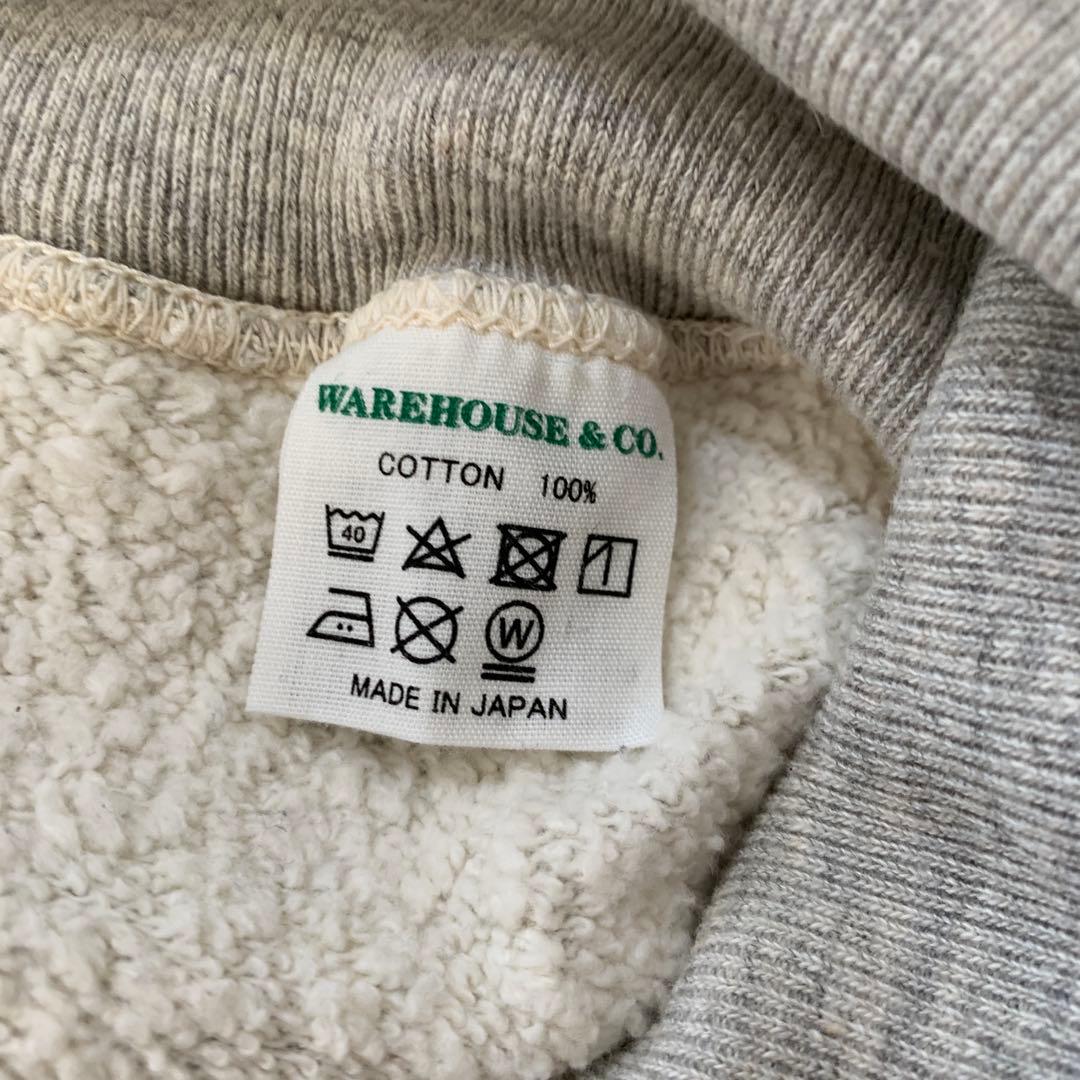 WAREHOUSE & CO.
COTTON 100%
40
W
MADE IN JAPAN